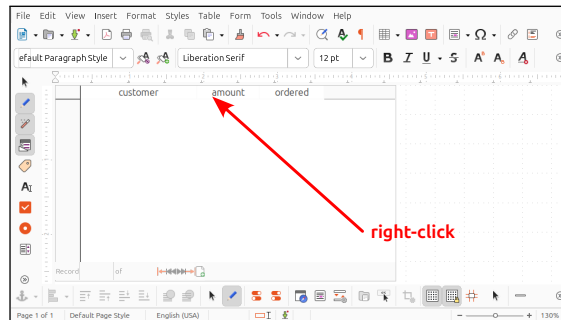 File Edit View Insert Format Styles Table Form Tools Window Help
efault Paragraph Style Liberation Serif 12 pt B I U S A A A
customer amount ordered
right-click
Record of
Page 1 of 1 Default Page Style English (USA) 130%